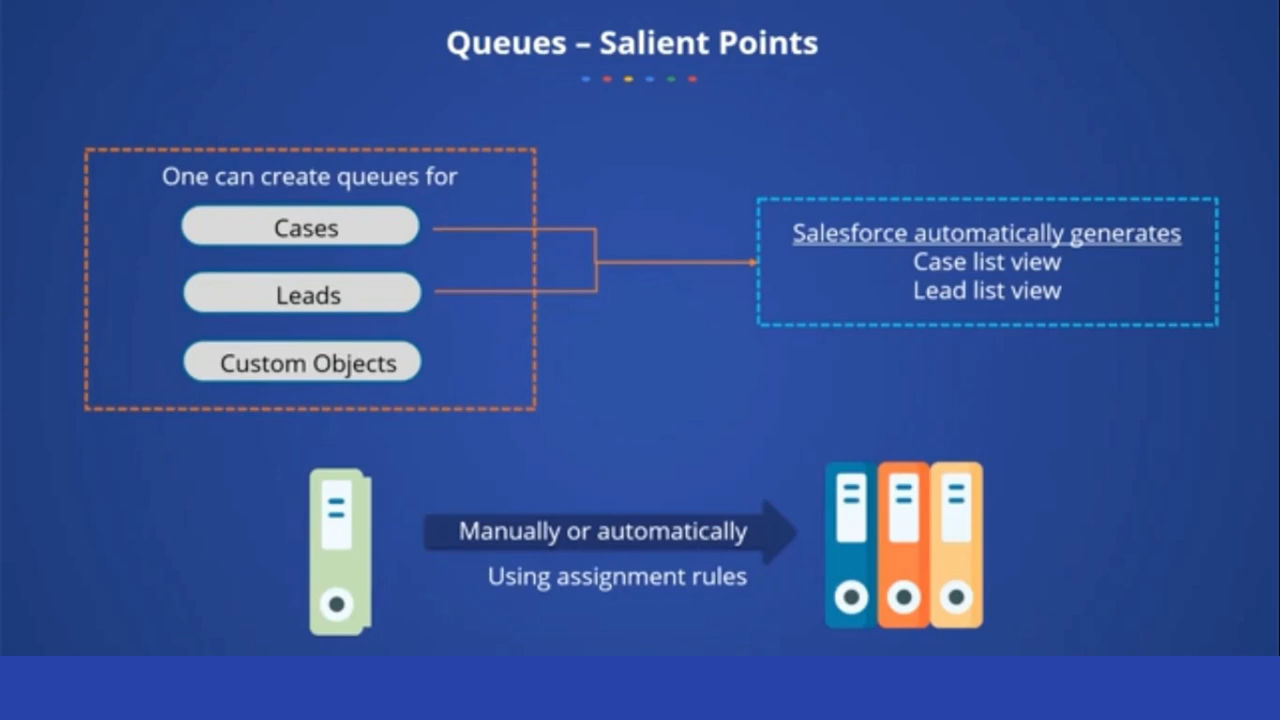 Queues – Salient Points
One can create queues for
Cases
Leads
Custom Objects
Salesforce automatically generates
Case list view
Lead list view
Manually or automatically
Using assignment rules